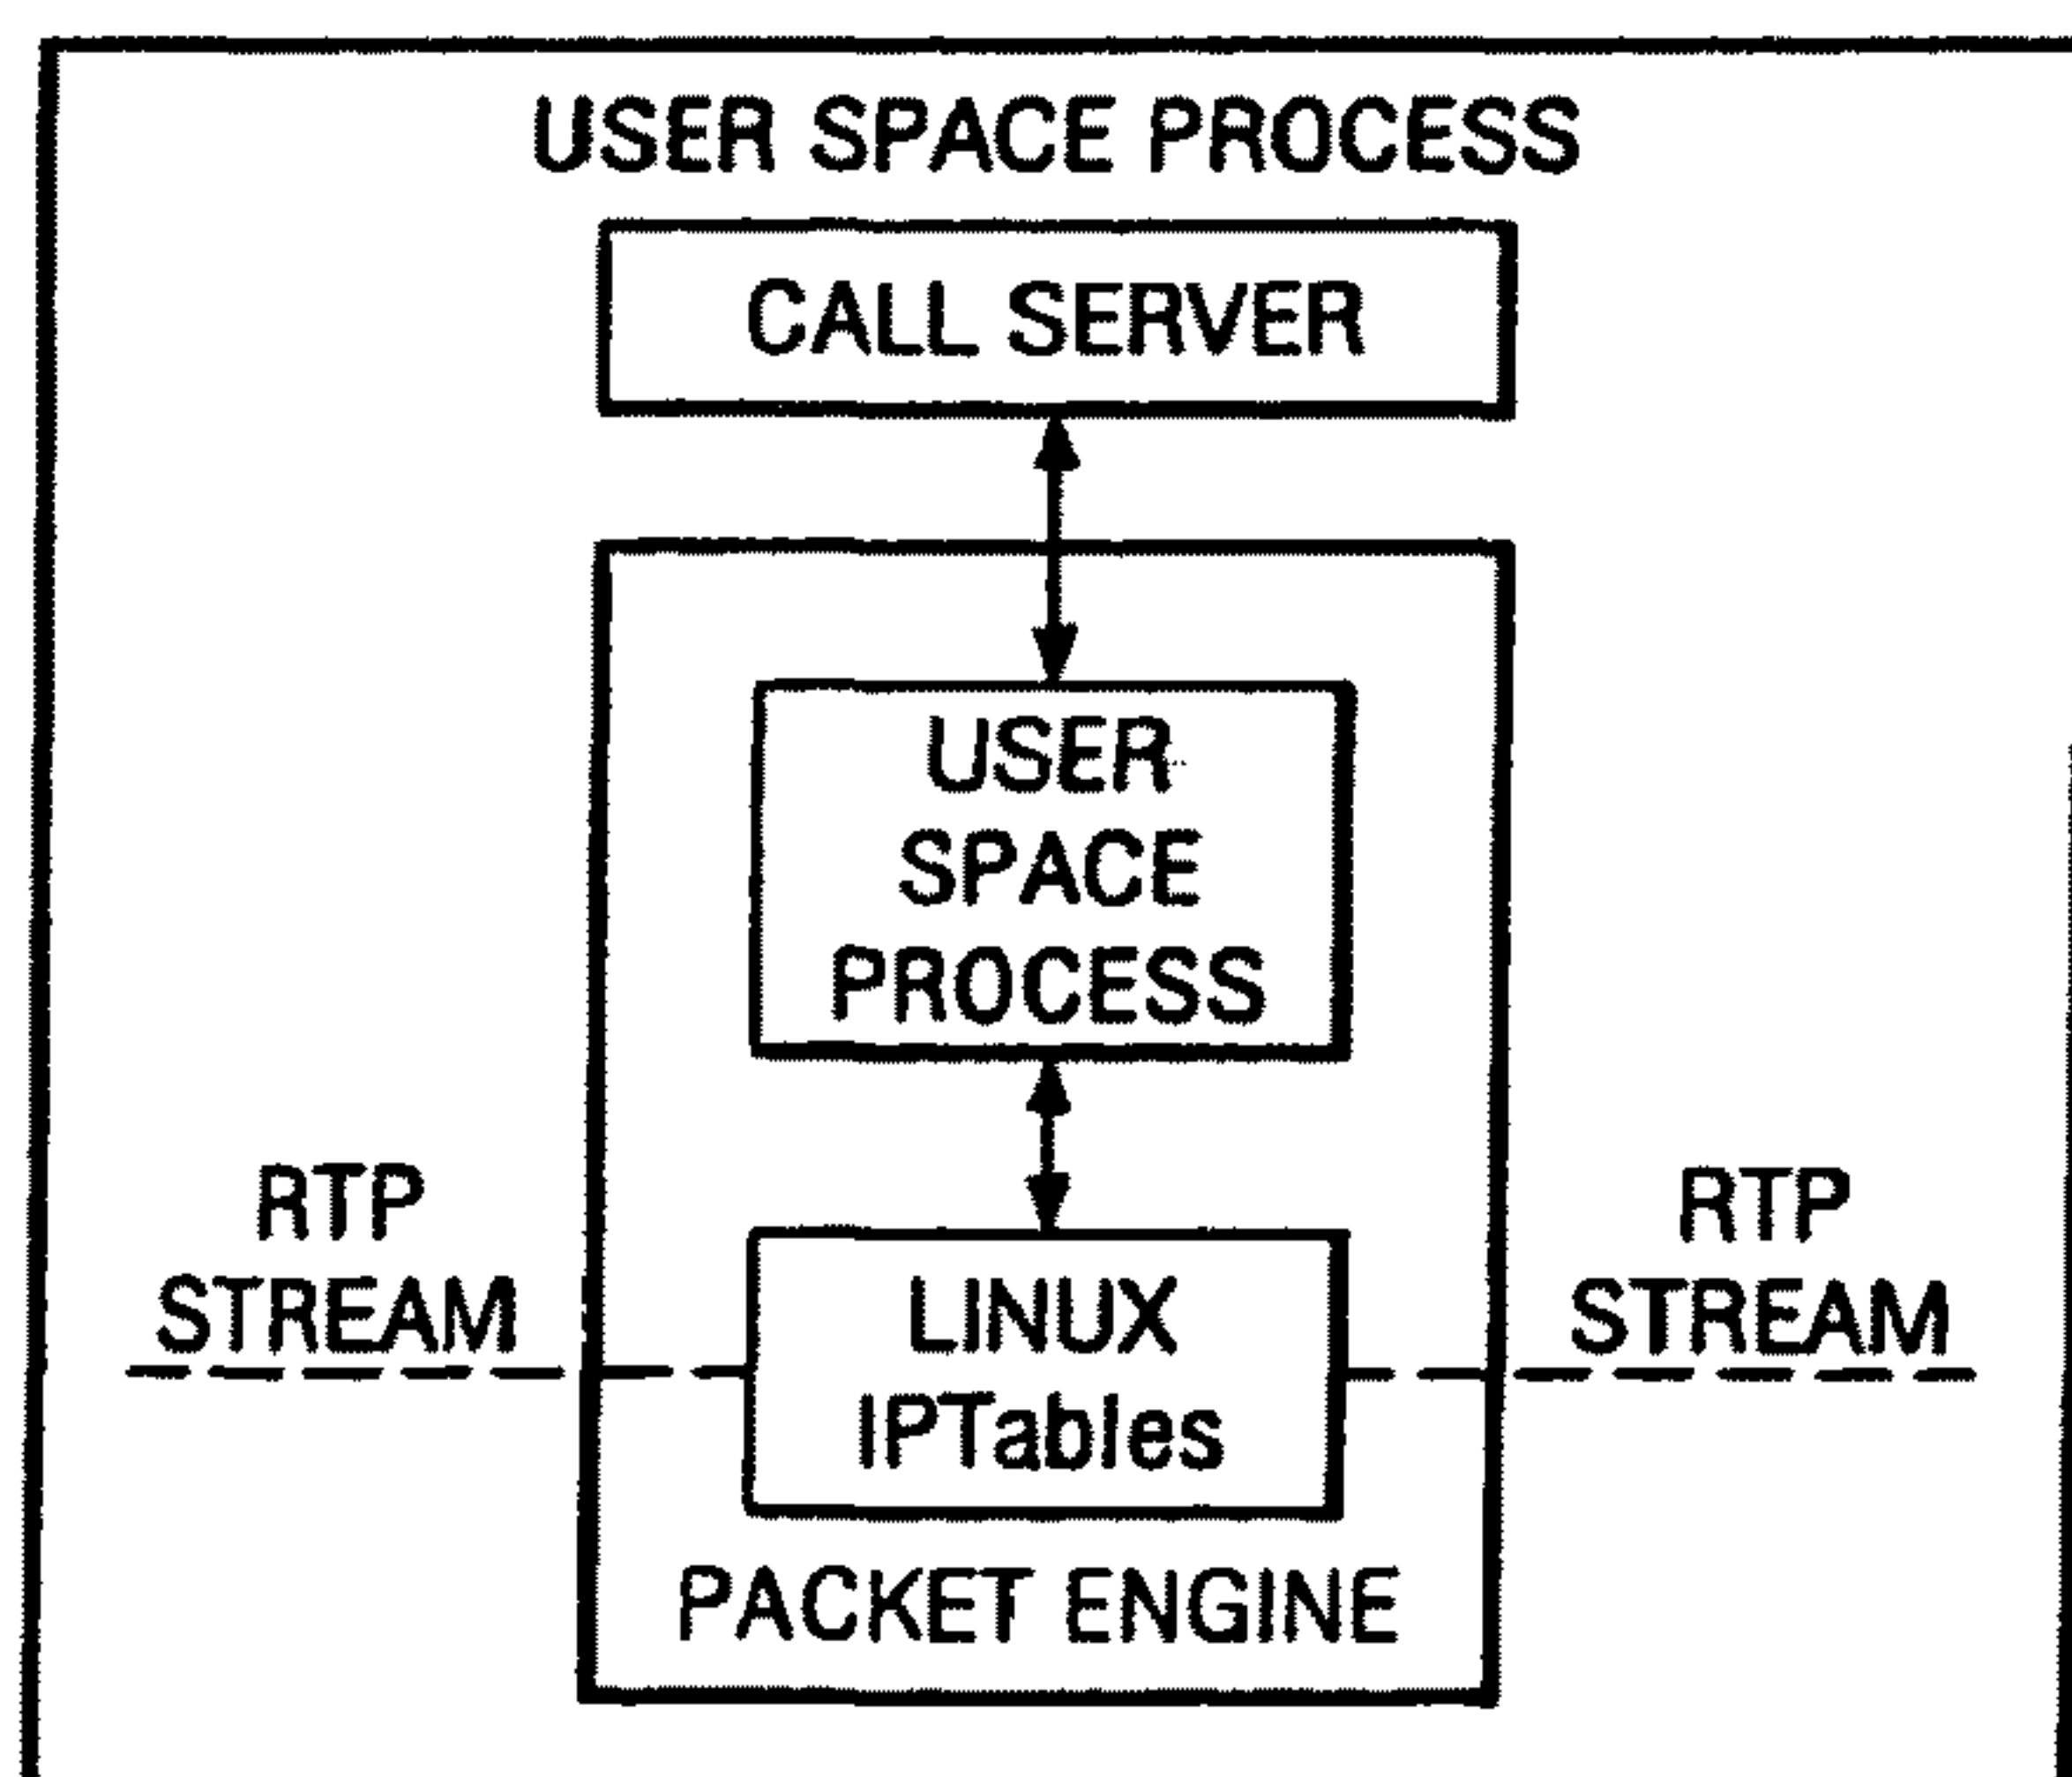 USER SPACE PROCESS
CALL SERVER
USER
SPACE
PROCESS
RTP
STREAM
LINUX
IPTables
RTP
STREAM
PACKET ENGINE